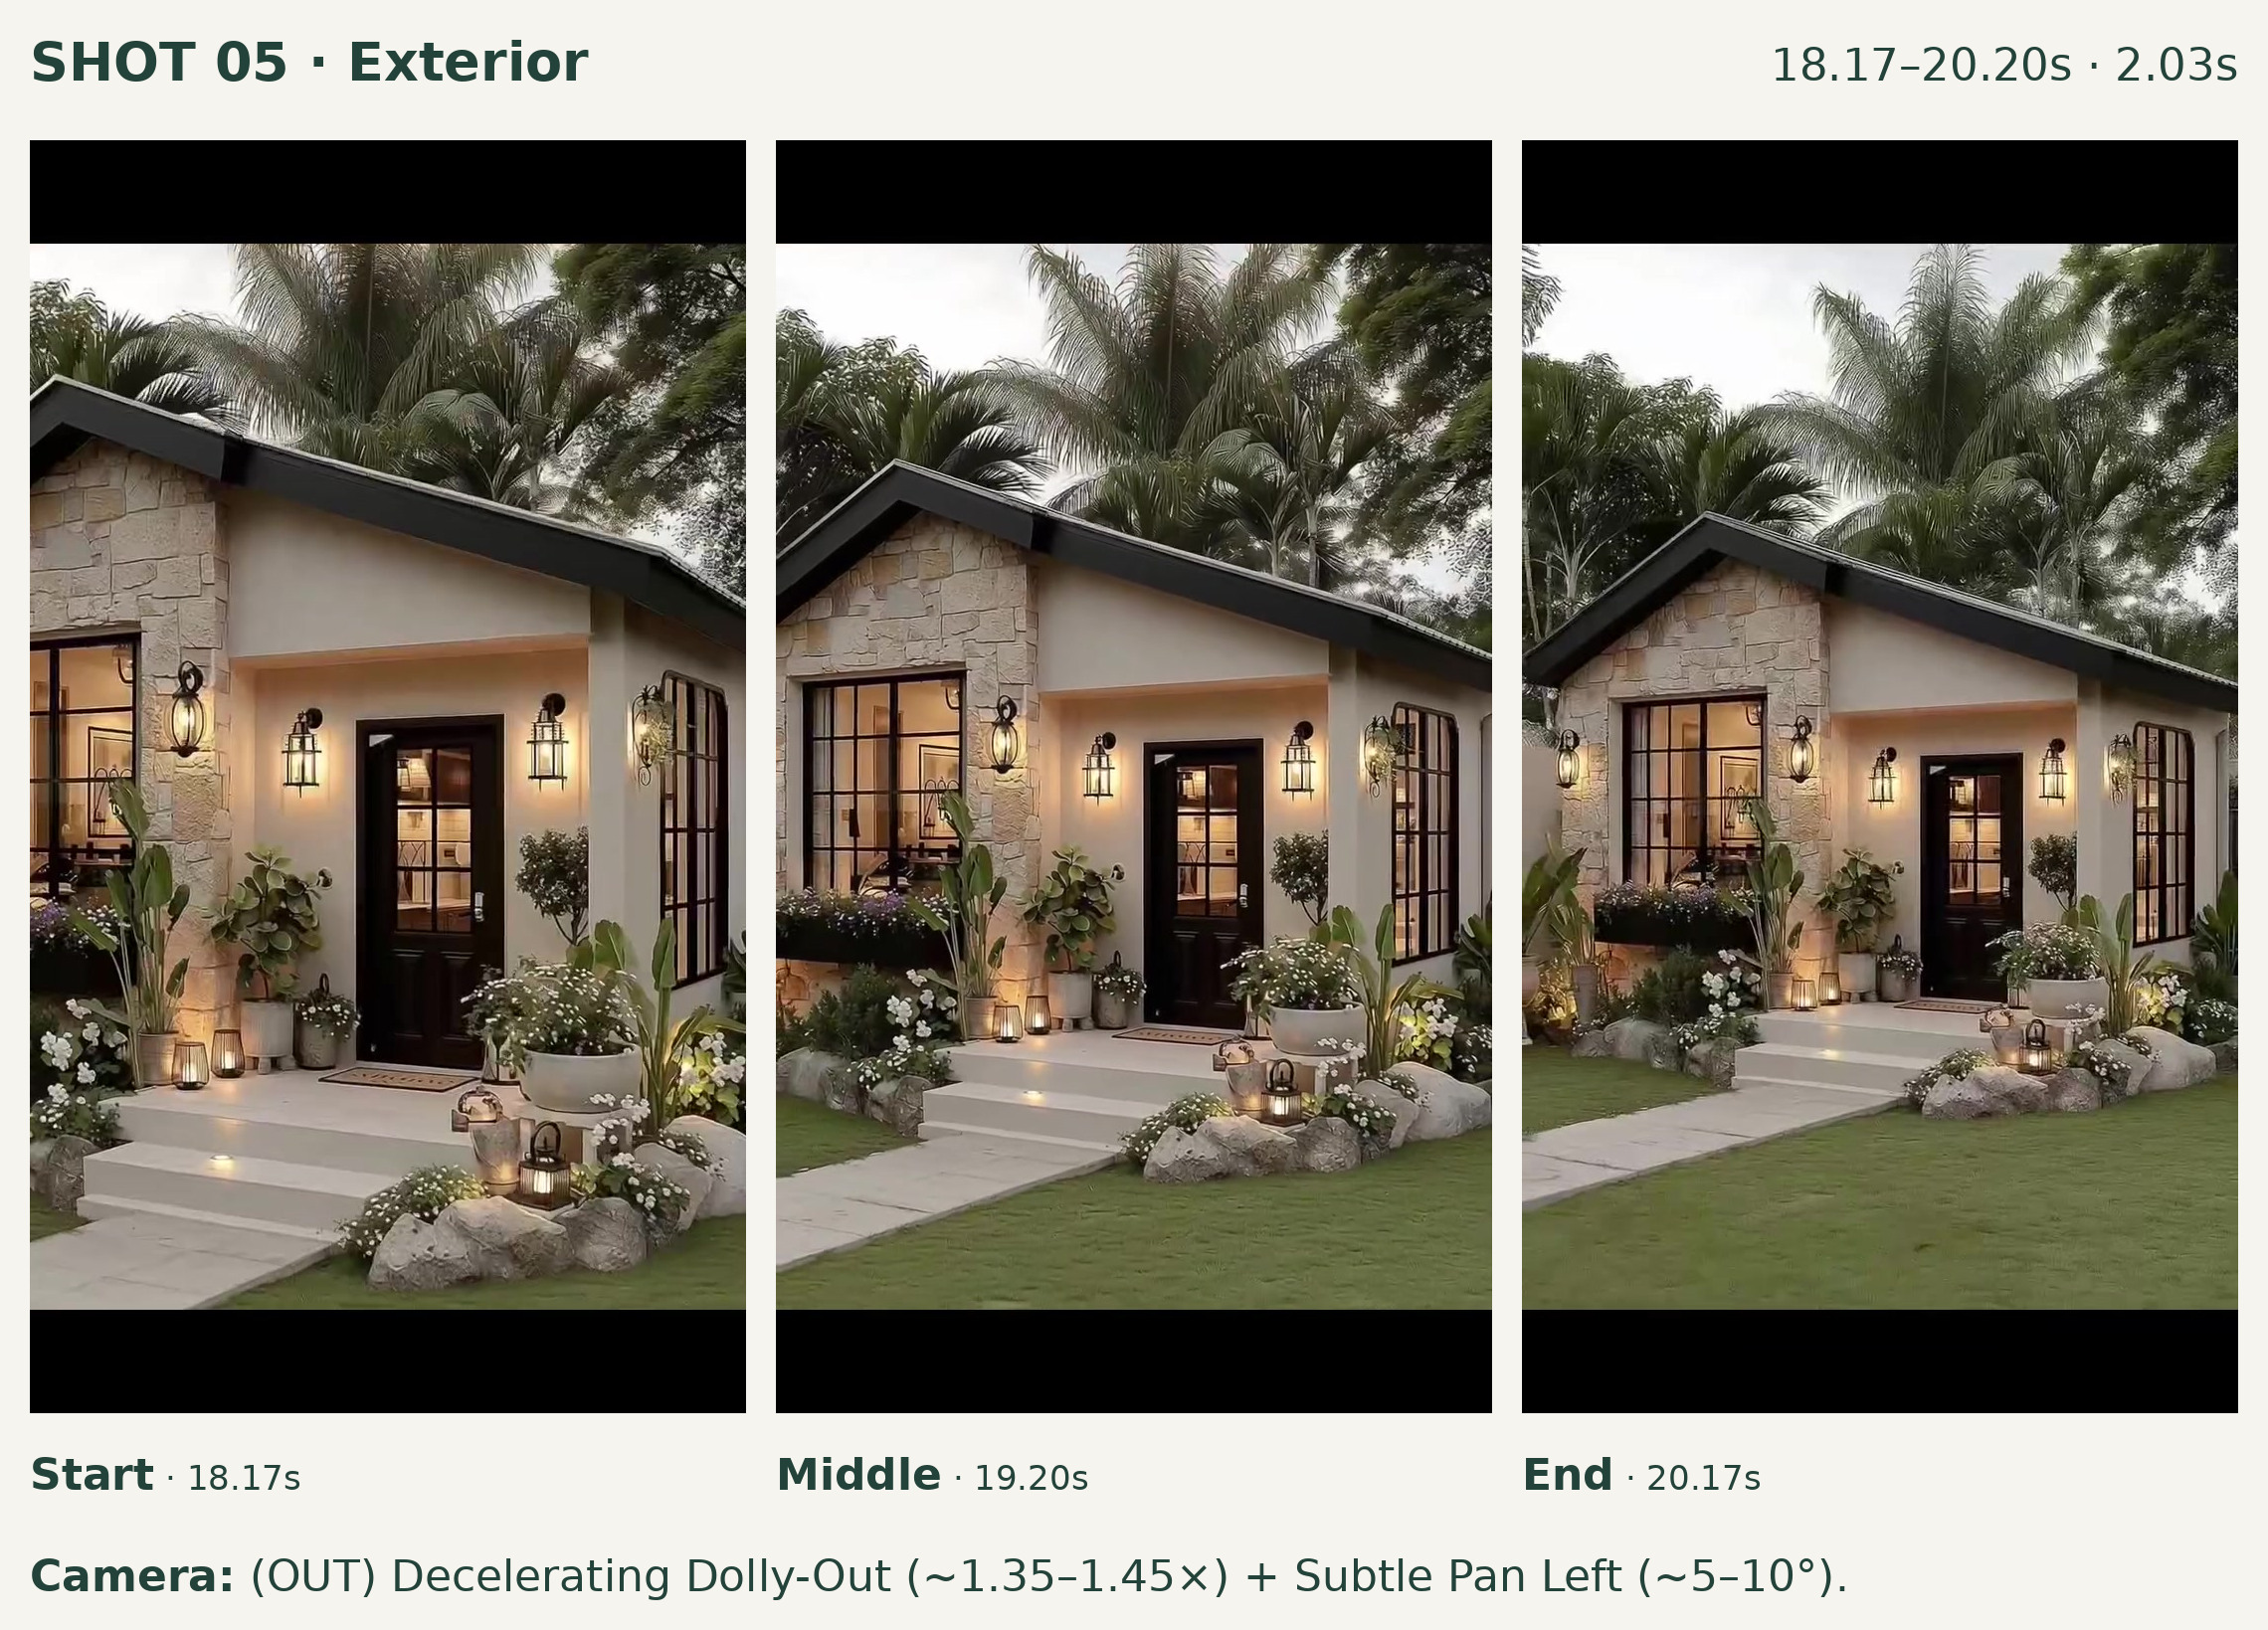 SHOT 05 · Exterior
18.17–20.20s · 2.03s
Start · 18.17s
Middle · 19.20s
End · 20.17s
Camera: (OUT) Decelerating Dolly-Out (~1.35–1.45×) + Subtle Pan Left (~5–10°).